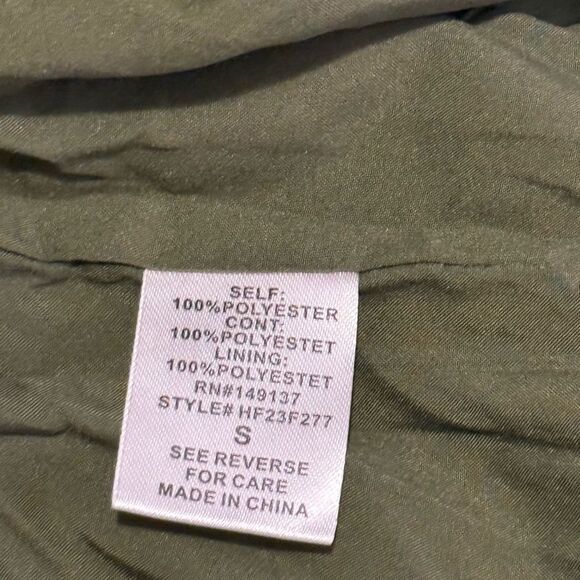 SELF:
100%POLYESTER
CONT:
100%POLYESTET
LINING:
100%POLYESTET
RN#149137
STYLE# HF23F277
S
SEE REVERSE
FOR CARE
MADE IN CHINA